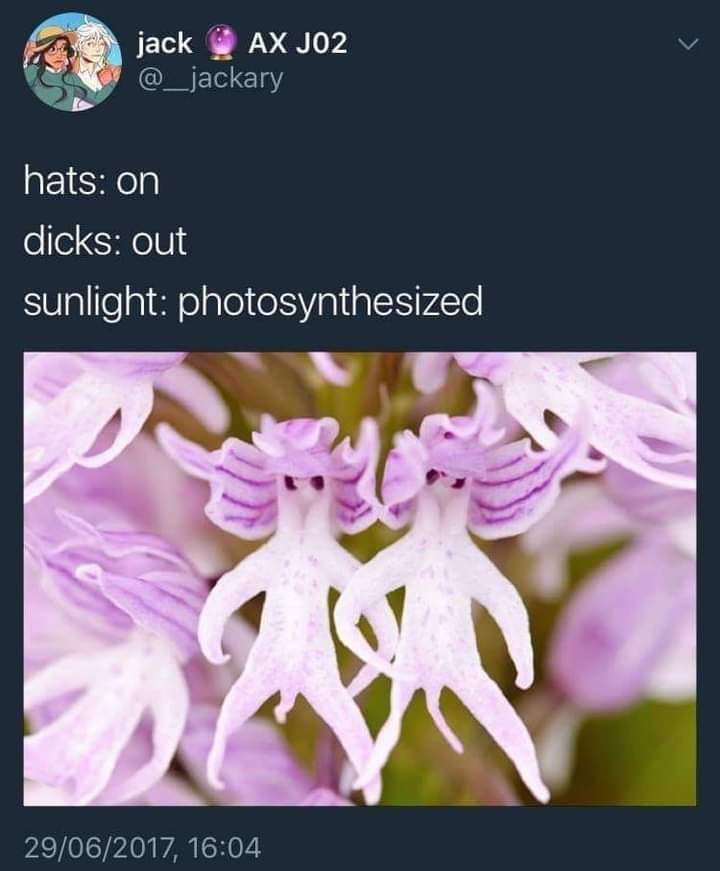 jack 🔮 AX J02
@__jackary
hats: on
dicks: out
sunlight: photosynthesized
29/06/2017, 16:04